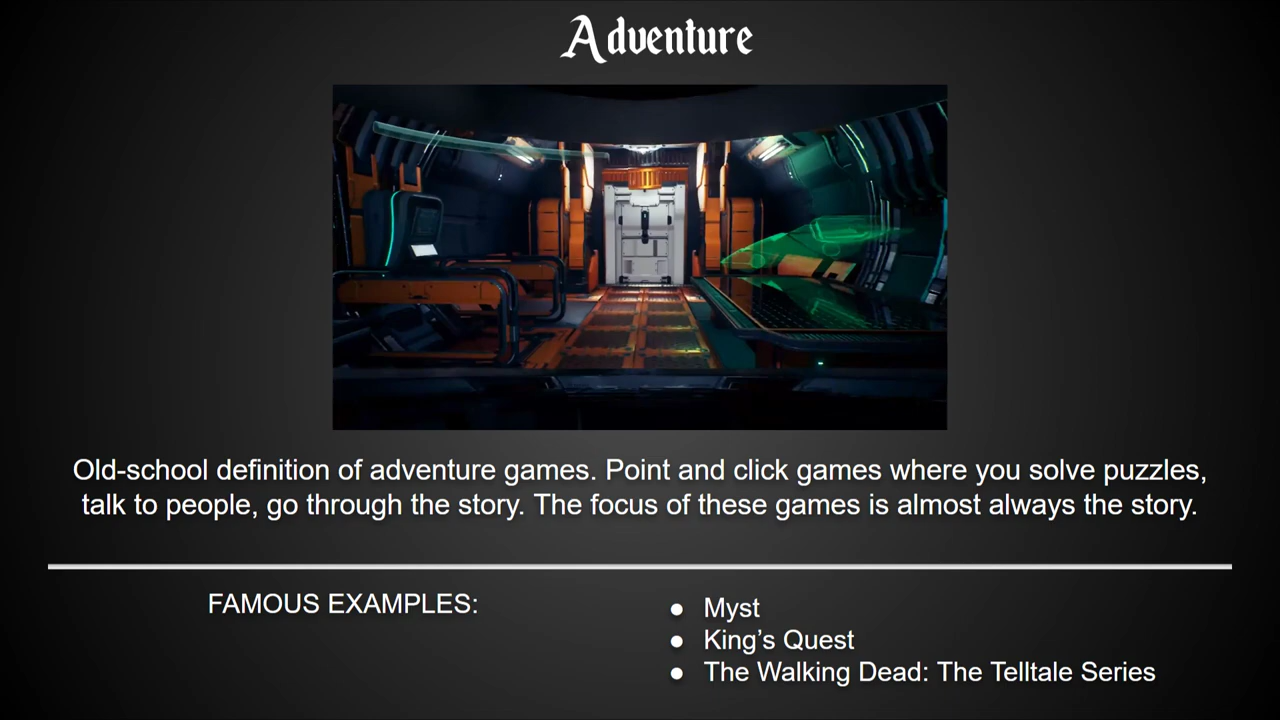 Adventure
Old-school definition of adventure games. Point and click games where you solve puzzles,
talk to people, go through the story. The focus of these games is almost always the story.
FAMOUS EXAMPLES:
● Myst
● King's Quest
● The Walking Dead: The Telltale Series